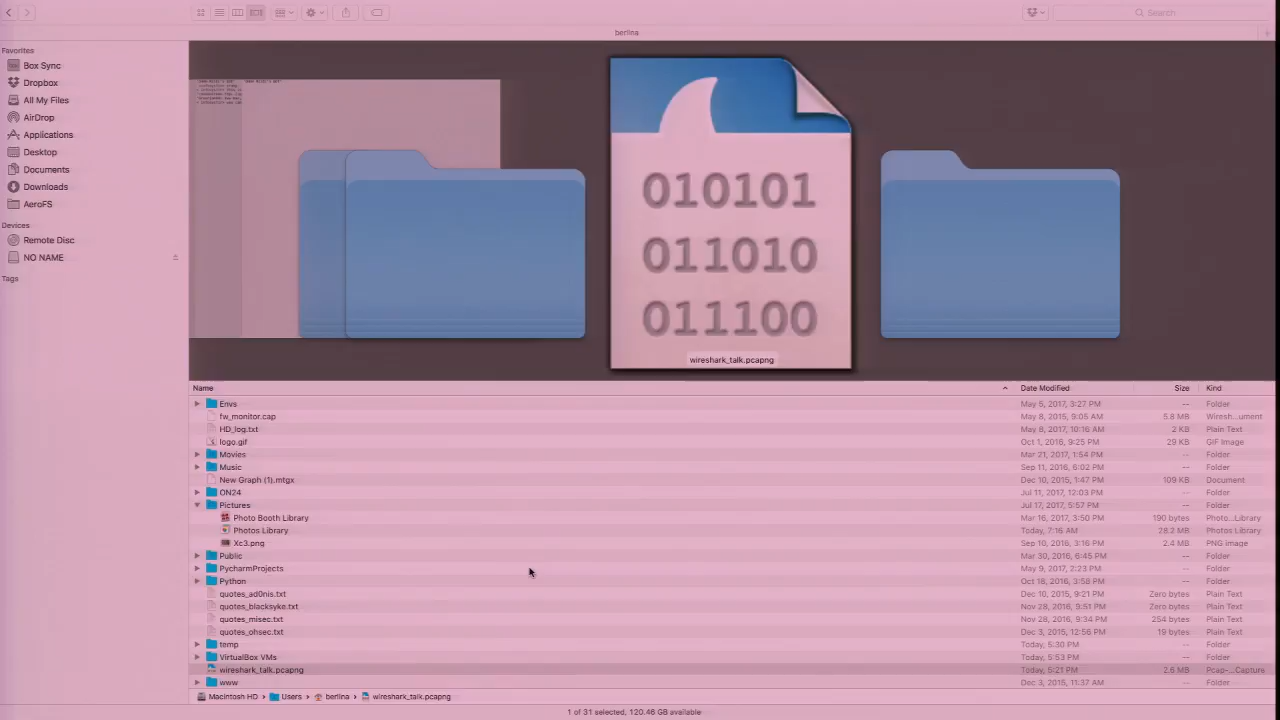 Search
berlina
Favorites
Box Sync
Dropbox
All My Files
AirDrop
Applications
Desktop
Documents
Downloads
AeroFS
Devices
Remote Disc
NO NAME
Tags
010101
011010
011100
wireshark_talk.pcapng
Name Date Modified Size Kind
Envs May 5, 2017, 3:27 PM -- Folder
fw_monitor.cap May 8, 2015, 9:05 AM 5.8 MB Wiresh...ument
HD_log.txt May 8, 2017, 10:16 AM 2 KB Plain Text
logo.gif Oct 1, 2016, 9:25 PM 29 KB GIF Image
Movies Mar 21, 2017, 1:54 PM -- Folder
Music Sep 11, 2016, 6:02 PM -- Folder
New Graph (1).mtgx Dec 10, 2015, 1:47 PM 109 KB Document
ON24 Jul 11, 2017, 12:03 PM -- Folder
Pictures Jul 17, 2017, 5:57 PM -- Folder
Photo Booth Library Mar 16, 2017, 3:50 PM 190 bytes Photo...Library
Photos Library Today, 7:16 AM 28.2 MB Photos Library
Xc3.png Sep 10, 2016, 3:16 PM 2.4 MB PNG image
Public Mar 30, 2016, 6:45 PM -- Folder
PycharmProjects May 9, 2017, 2:23 PM -- Folder
Python Oct 18, 2016, 3:58 PM -- Folder
quotes_ad0nis.txt Dec 10, 2015, 9:21 PM Zero bytes Plain Text
quotes_blacksyke.txt Nov 28, 2016, 9:51 PM Zero bytes Plain Text
quotes_misec.txt Nov 28, 2016, 9:34 PM 254 bytes Plain Text
quotes_ohsec.txt Dec 3, 2015, 12:56 PM 19 bytes Plain Text
temp Today, 5:30 PM -- Folder
VirtualBox VMs Today, 5:53 PM -- Folder
wireshark_talk.pcapng Today, 5:21 PM 2.6 MB Pcap-...Capture
www Dec 3, 2015, 11:37 AM -- Folder
Macintosh HD Users berlina wireshark_talk.pcapng
1 of 31 selected, 120.46 GB available